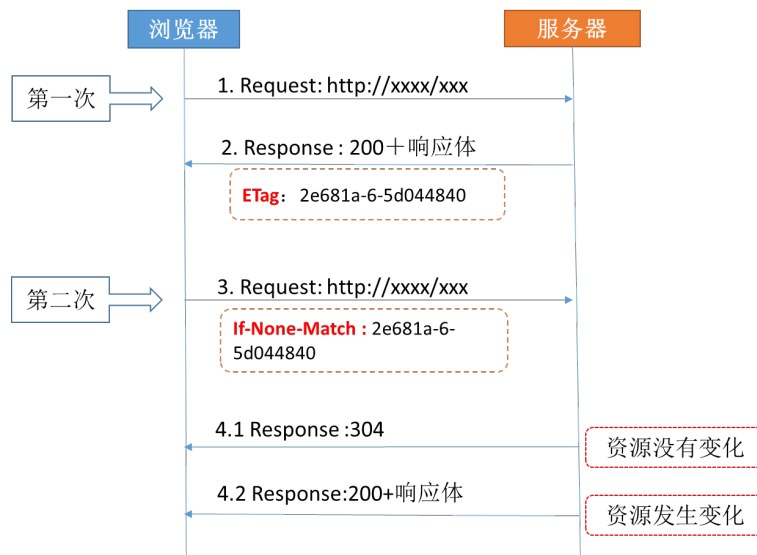 浏览器
服务器
第一次
1. Request: http://xxxx/xxx
2. Response : 200＋响应体
ETag： 2e681a-6-5d044840
第二次
3. Request: http://xxxx/xxx
If-None-Match : 2e681a-6-
5d044840
4.1 Response :304
资源没有变化
4.2 Response:200+响应体
资源发生变化